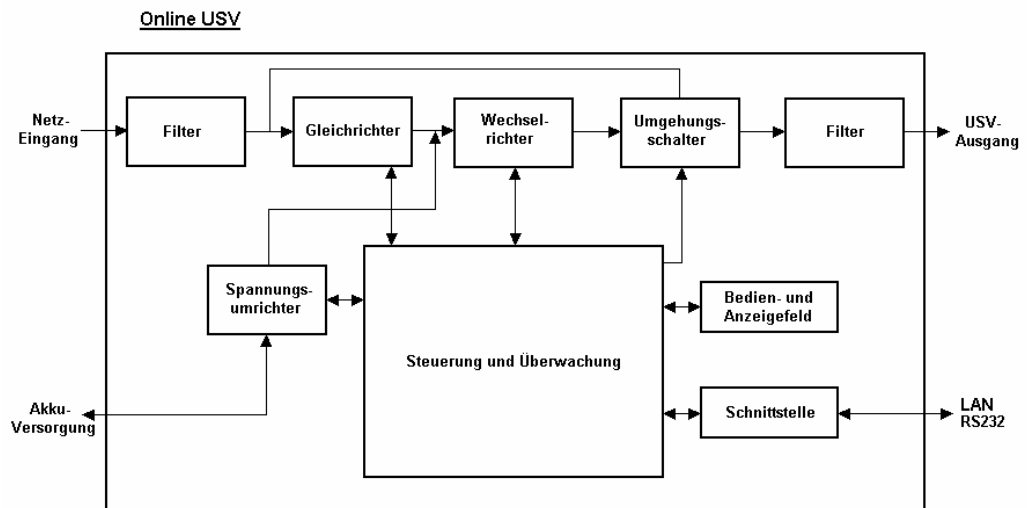 Online USV
Netz-
Eingang
Filter
Gleichrichter
Wechsel-
richter
Umgehungs-
schalter
Filter
USV-
Ausgang
Spannungs-
umrichter
Bedien- und
Anzeigefeld
Steuerung und Überwachung
Akku-
Versorgung
Schnittstelle
LAN
RS232